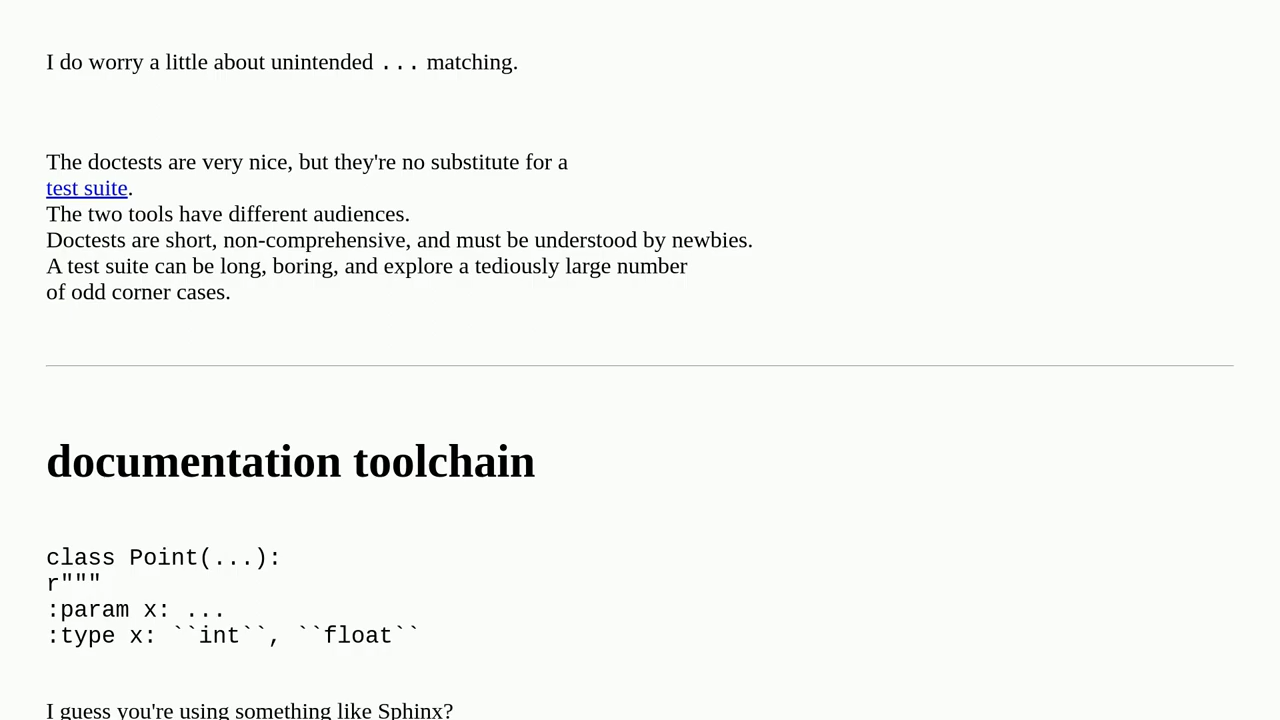 I do worry a little about unintended ... matching.
The doctests are very nice, but they're no substitute for a
test suite.
The two tools have different audiences.
Doctests are short, non-comprehensive, and must be understood by newbies.
A test suite can be long, boring, and explore a tediously large number
of odd corner cases.
documentation toolchain
class Point(...):
r"""
:param x: ...
:type x: ``int``, ``float``
I guess you're using something like Sphinx?